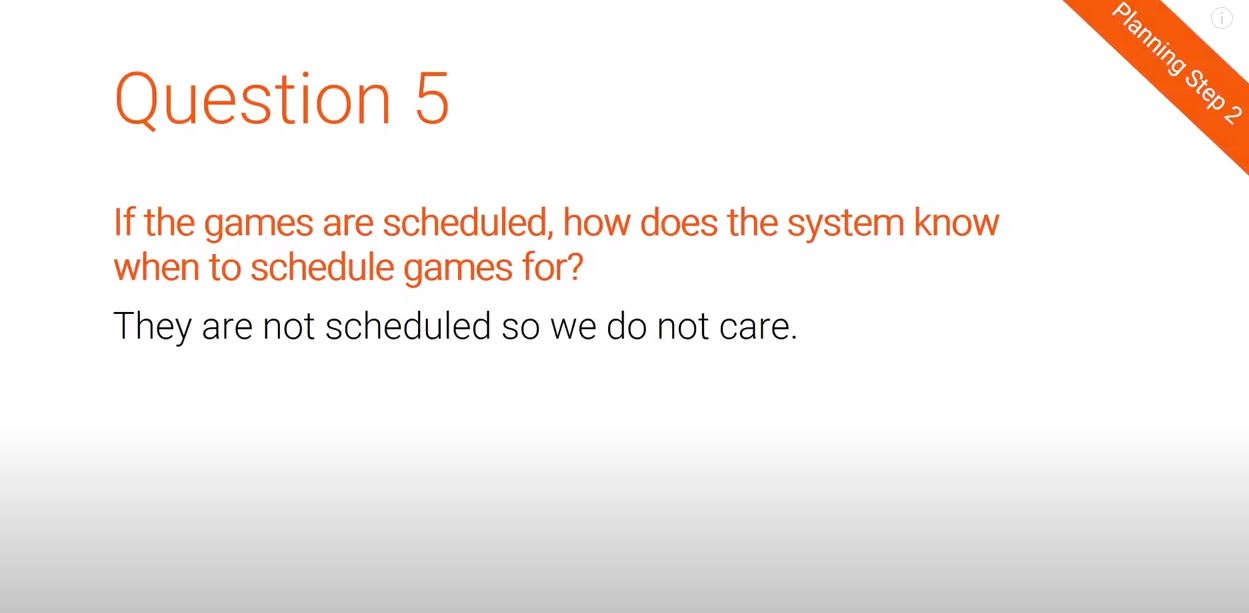 Planning Step 2
Question 5
If the games are scheduled, how does the system know
when to schedule games for?
They are not scheduled so we do not care.